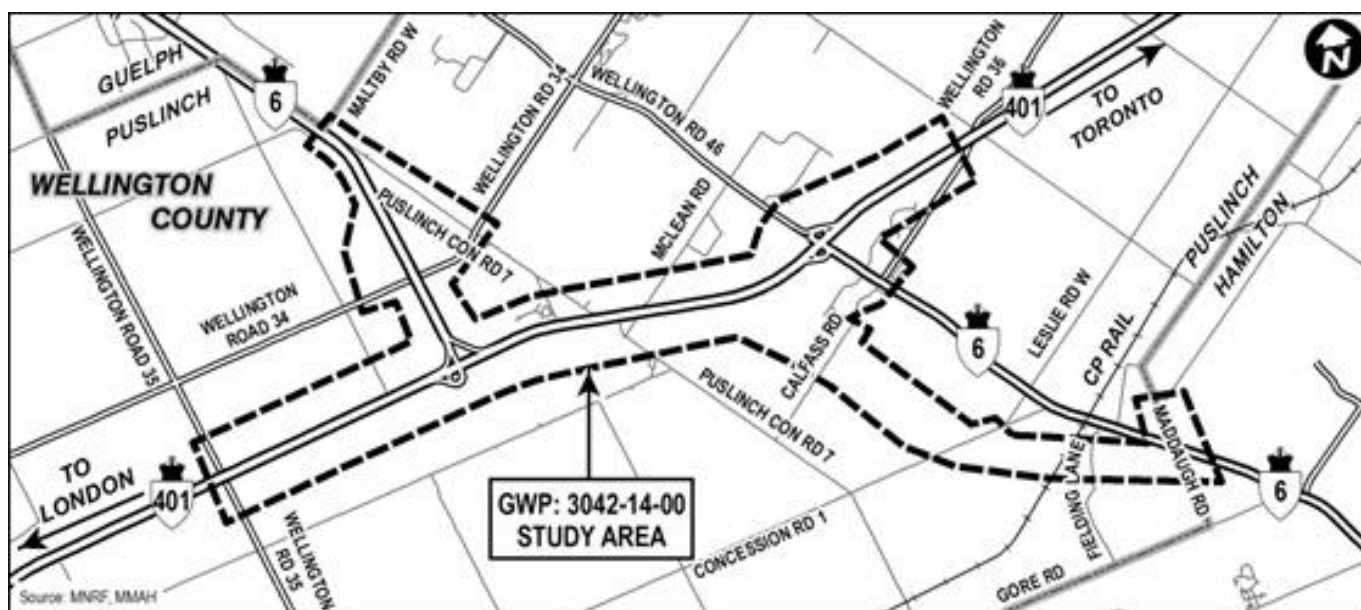 GUELPH
PUSLINCH
6
MALTBY RD W
WELLINGTON RD 34
WELLINGTON RD 46
WELLINGTON
RD 36
401
TO
TORONTO
N
WELLINGTON
COUNTY
PUSLINCH CON RD 7
MCLEAN RD
PUSLINCH
HAMILTON
WELLINGTON ROAD 35
WELLINGTON
ROAD 34
CALFASS RD
6
LESLIE RD W
CP RAIL
PUSLINCH CON RD 7
MADDAUGH RD
TO
LONDON
401
GWP: 3042-14-00
STUDY AREA
WELLINGTON
RD 35
CONCESSION RD 1
FIELDING LANE
6
GORE RD
Source: MNRF, MMAH